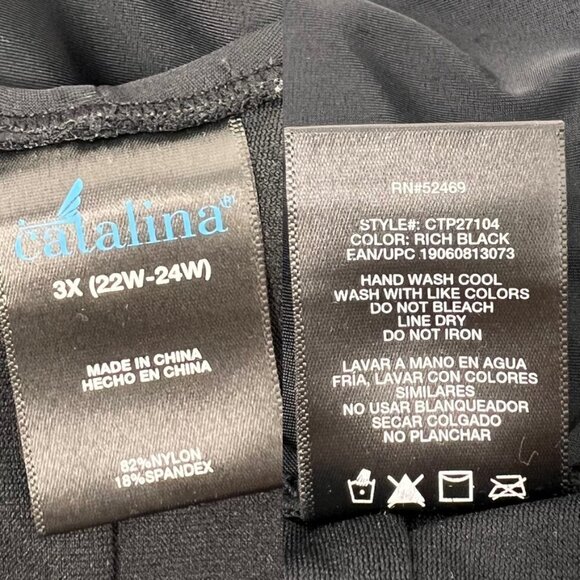 catalina®
3X (22W-24W)
MADE IN CHINA
HECHO EN CHINA
82%NYLON
18%SPANDEX
RN#52469
STYLE#: CTP27104
COLOR: RICH BLACK
EAN/UPC 19060813073
HAND WASH COOL
WASH WITH LIKE COLORS
DO NOT BLEACH
LINE DRY
DO NOT IRON
LAVAR A MANO EN AGUA
FRÍA, LAVAR CON COLORES
SIMILARES
NO USAR BLANQUEADOR
SECAR COLGADO
NO PLANCHAR